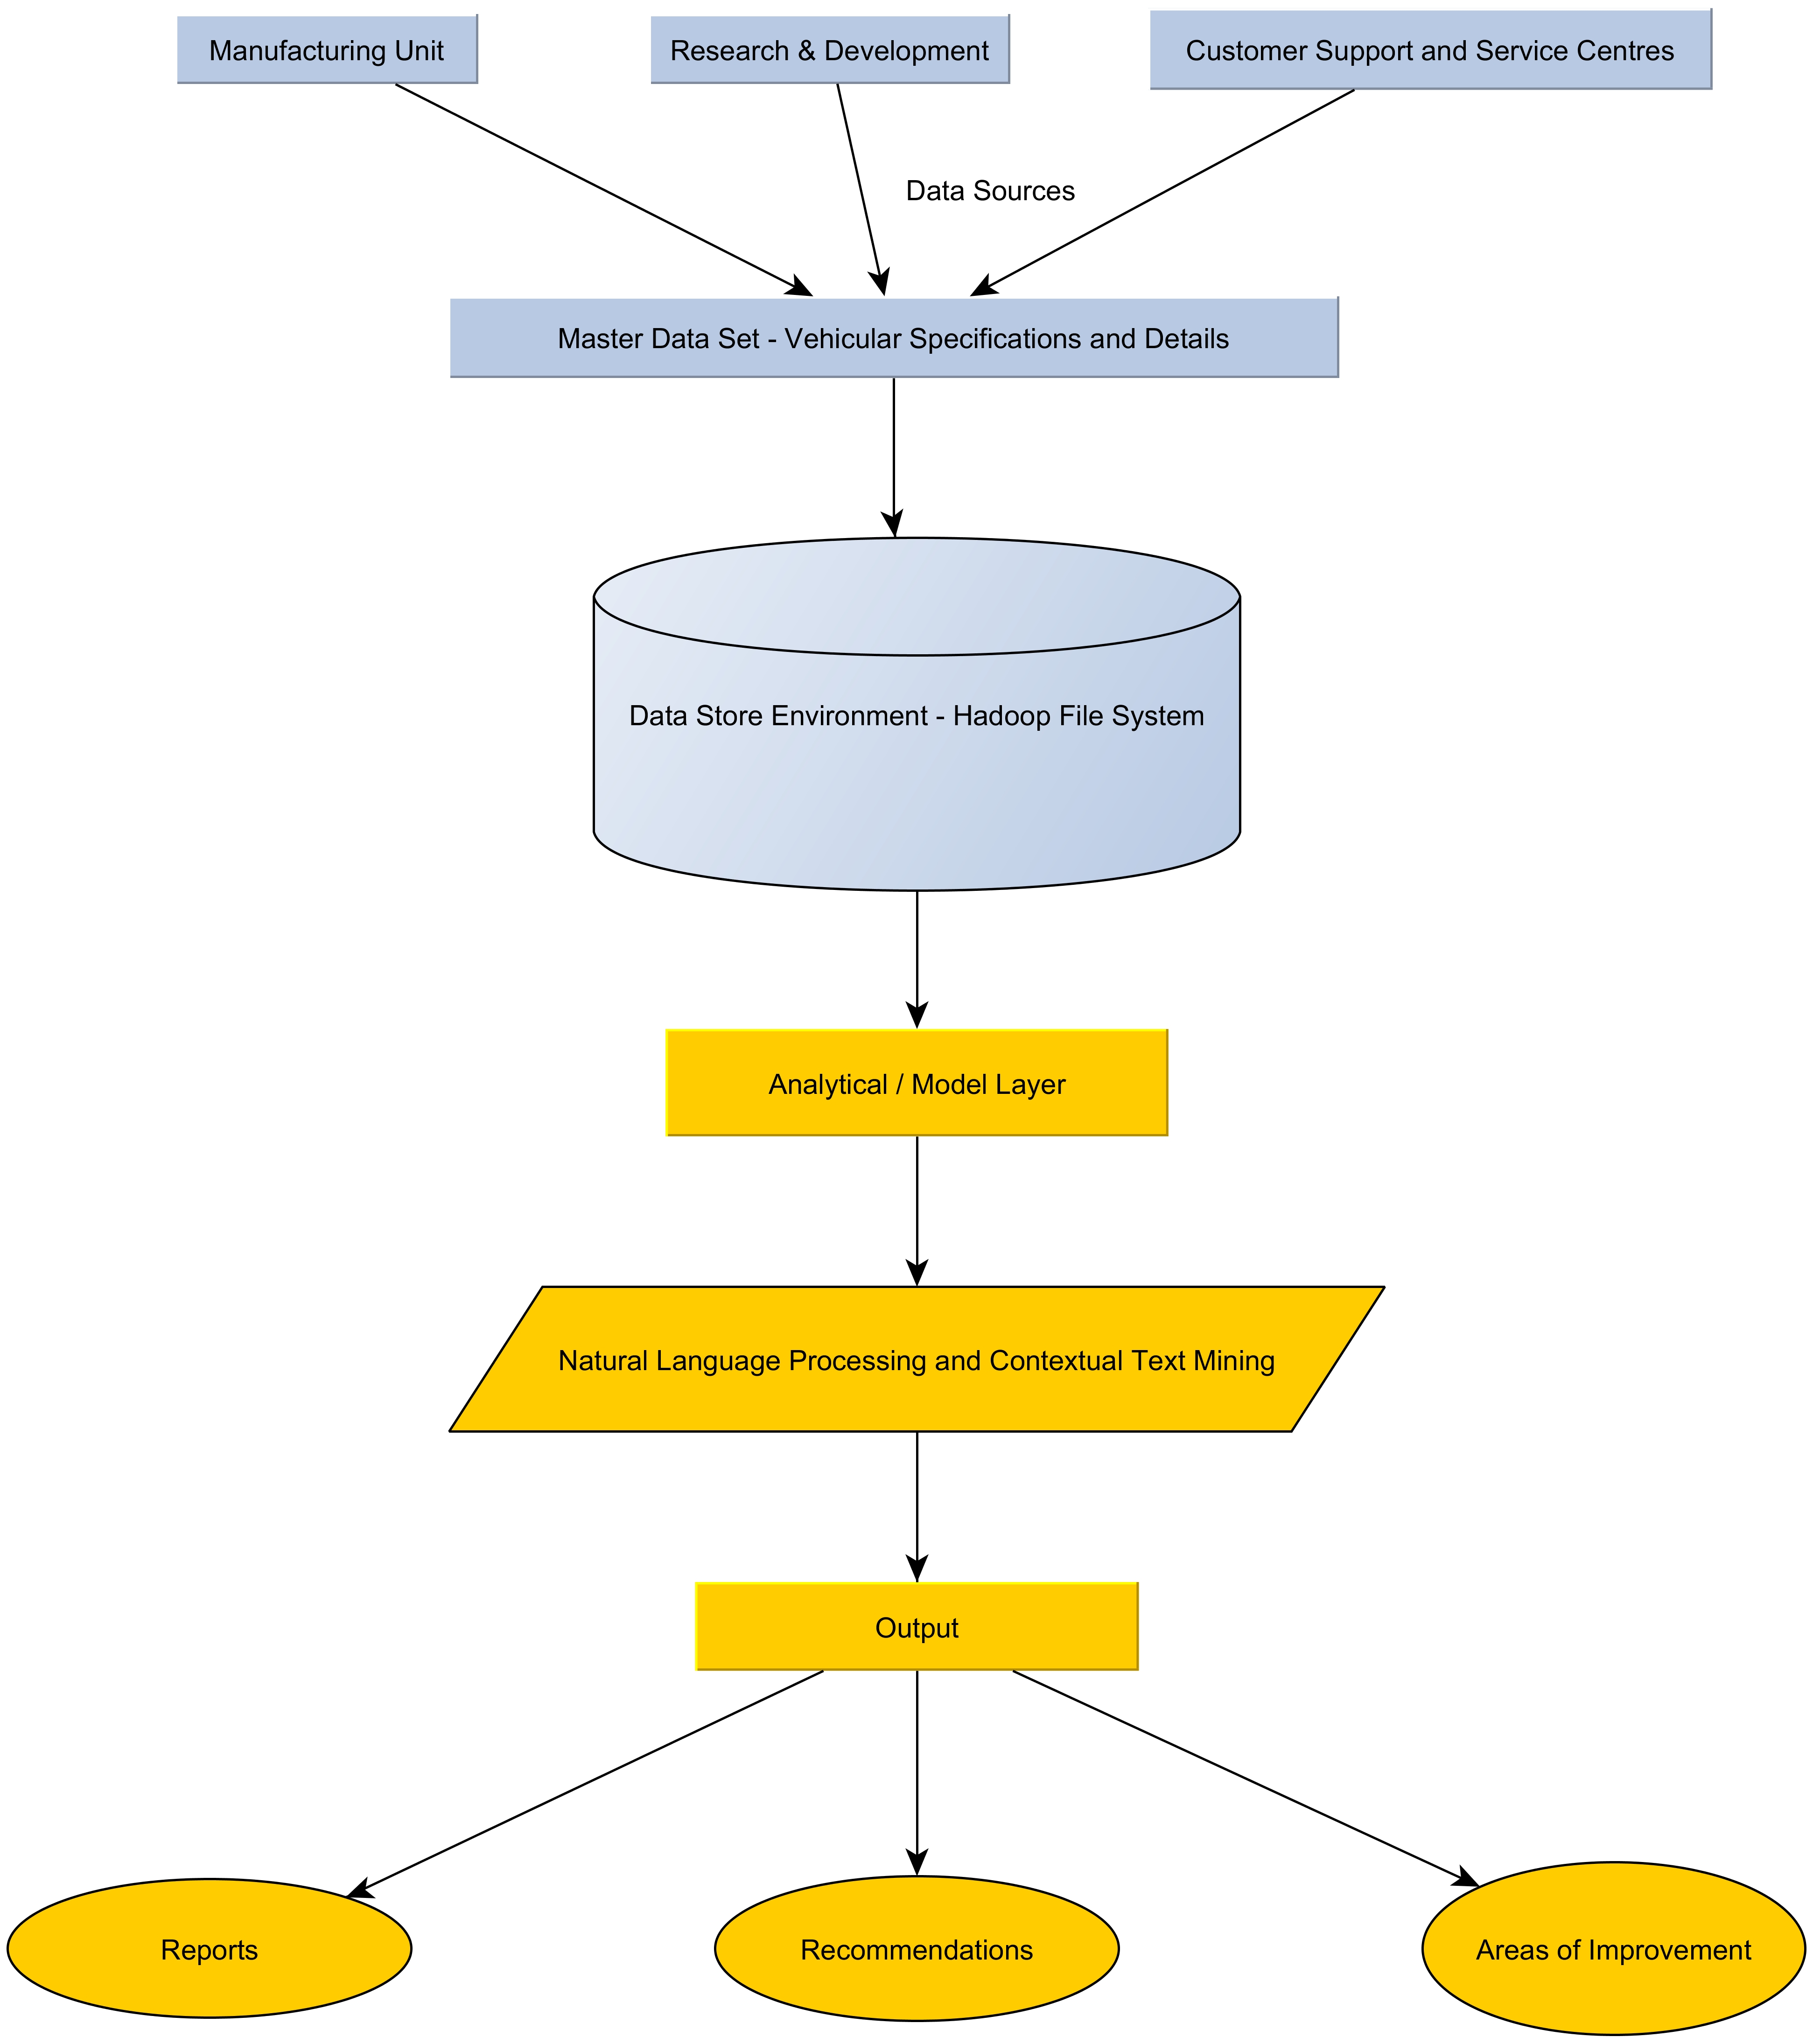 Manufacturing Unit
Research & Development
Customer Support and Service Centres
Data Sources
Master Data Set - Vehicular Specifications and Details
Data Store Environment - Hadoop File System
Analytical / Model Layer
Natural Language Processing and Contextual Text Mining
Output
Reports
Recommendations
Areas of Improvement